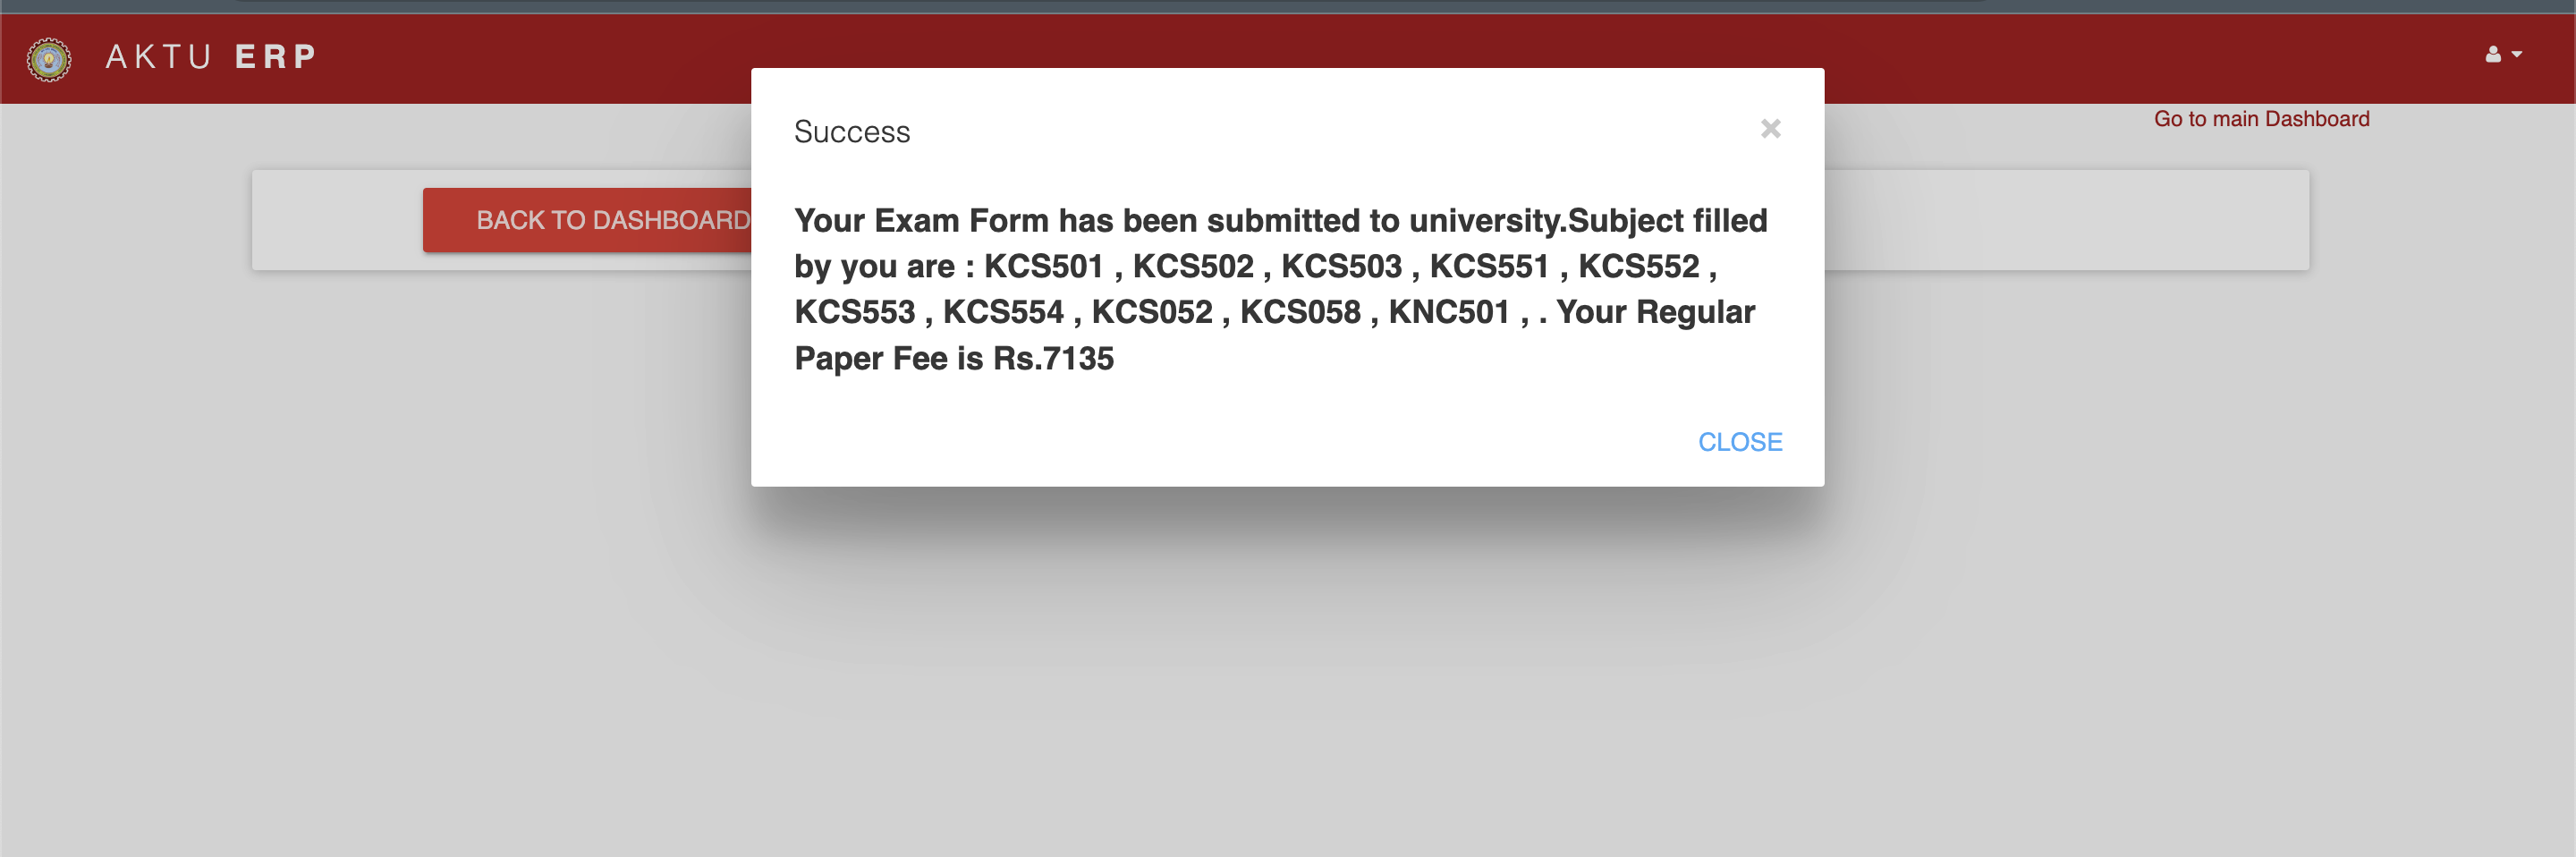 AKTU ERP
Go to main Dashboard
BACK TO DASHBOARD
Success
×
Your Exam Form has been submitted to university.Subject filled
by you are : KCS501 , KCS502 , KCS503 , KCS551 , KCS552 ,
KCS553 , KCS554 , KCS052 , KCS058 , KNC501 , . Your Regular
Paper Fee is Rs.7135
CLOSE